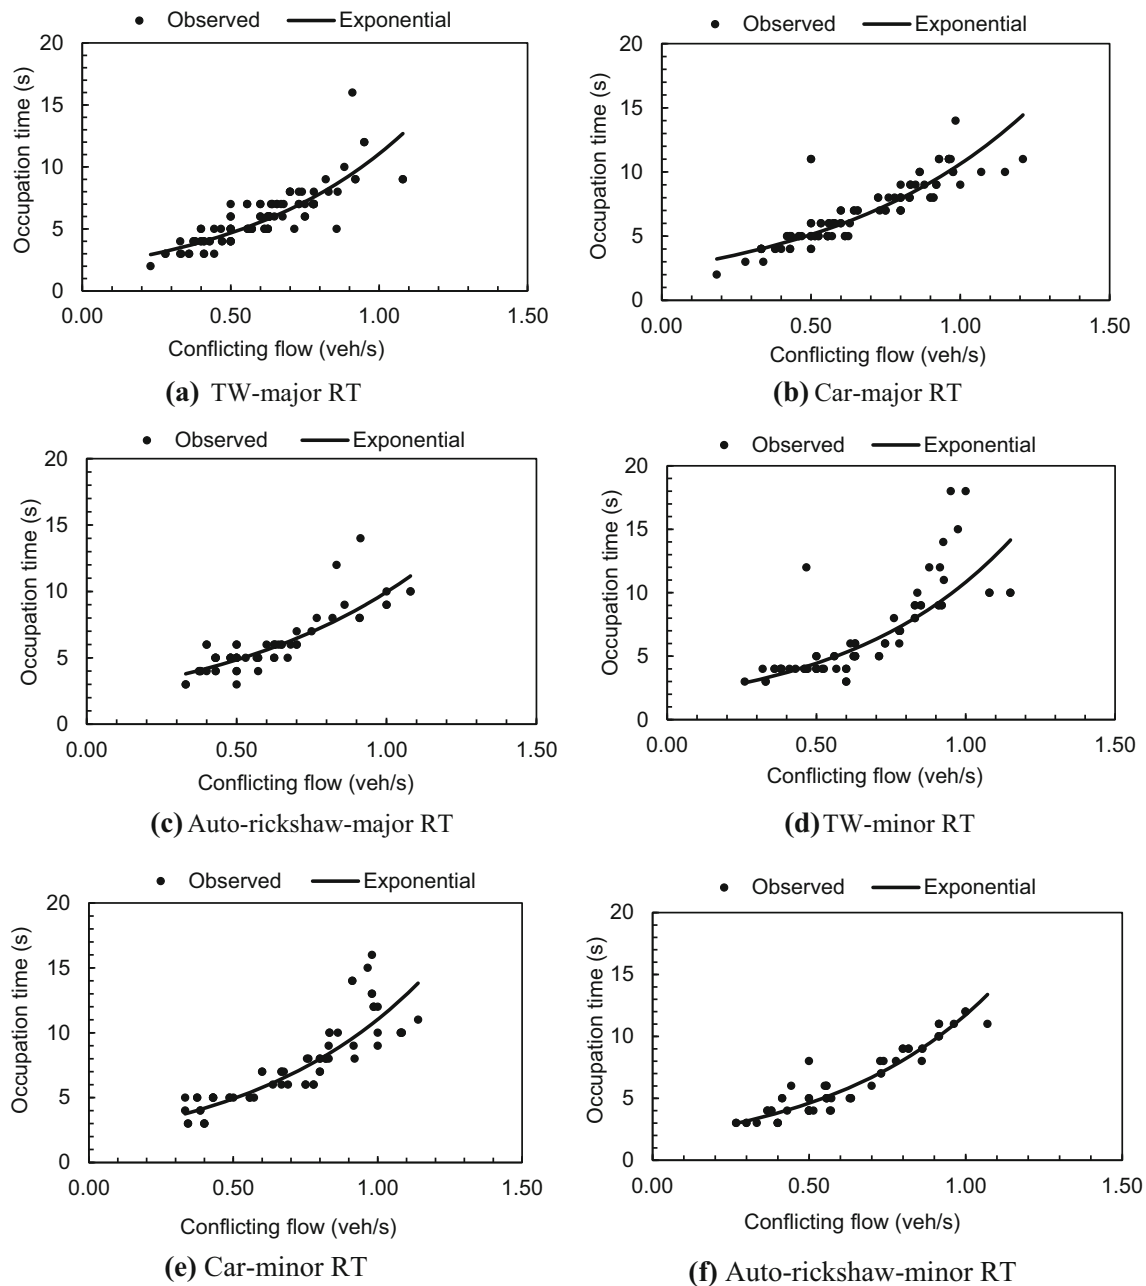 Observed Exponential
20
15
10
5
0
Occupation time (s)
0.00 0.50 1.00 1.50
Conflicting flow (veh/s)
(a) TW-major RT
Observed Exponential
20
15
10
5
0
Occupation time (s)
0.00 0.50 1.00 1.50
Conflicting flow (veh/s)
(b) Car-major RT
Observed Exponential
20
15
10
5
0
Occupation time (s)
0.00 0.50 1.00 1.50
Conflicting flow (veh/s)
(c) Auto-rickshaw-major RT
Observed Exponential
20
15
10
5
0
Occupation time (s)
0.00 0.50 1.00 1.50
Conflicting flow (veh/s)
(d) TW-minor RT
Observed Exponential
20
15
10
5
0
Occupation time (s)
0.00 0.50 1.00 1.50
Conflicting flow (veh/s)
(e) Car-minor RT
Observed Exponential
20
15
10
5
0
Occupation time (s)
0.00 0.50 1.00 1.50
Conflicting flow (veh/s)
(f) Auto-rickshaw-minor RT